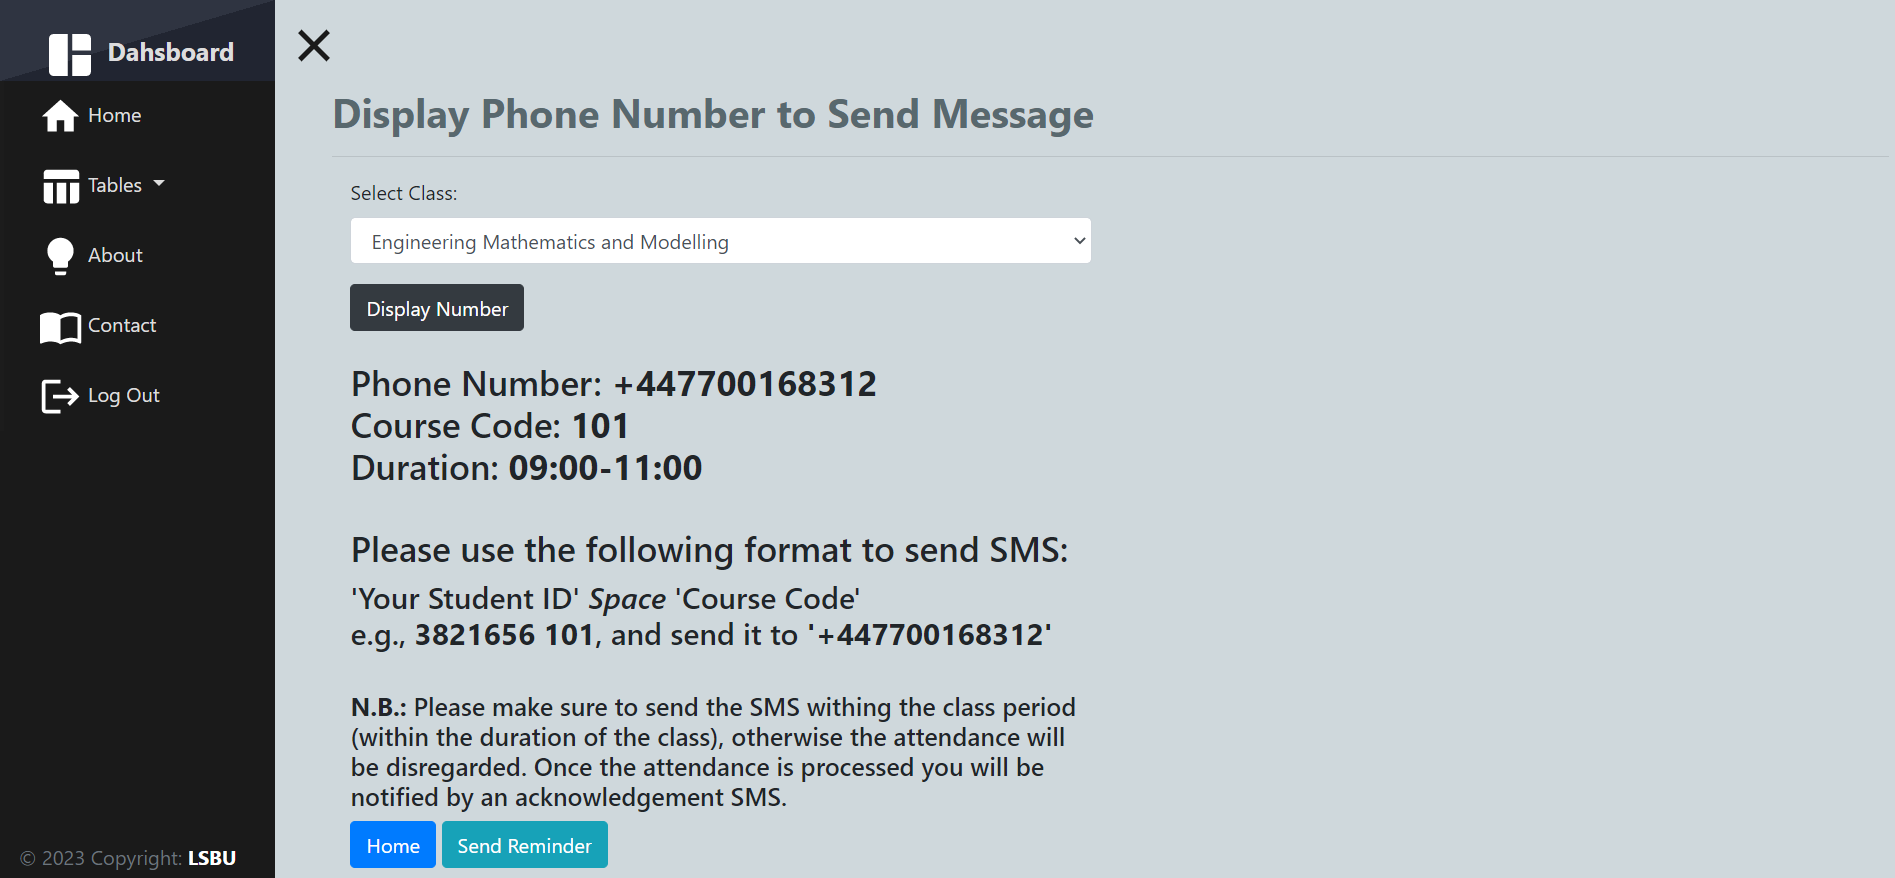 Dahsboard
Home
Tables
About
Contact
Log Out
© 2023 Copyright: LSBU
Display Phone Number to Send Message
Select Class:
Engineering Mathematics and Modelling
Display Number
Phone Number: +447700168312
Course Code: 101
Duration: 09:00-11:00
Please use the following format to send SMS:
'Your Student ID' Space 'Course Code'
e.g., 3821656 101, and send it to '+447700168312'
N.B.: Please make sure to send the SMS withing the class period
(within the duration of the class), otherwise the attendance will
be disregarded. Once the attendance is processed you will be
notified by an acknowledgement SMS.
Home
Send Reminder